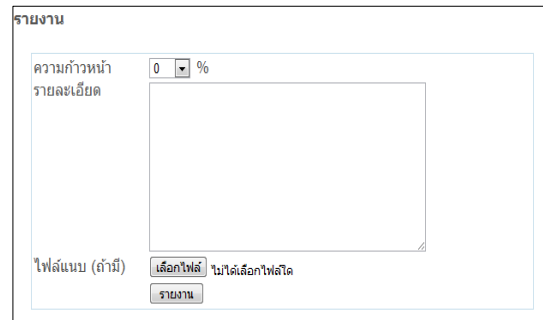 รายงาน
ความก้าวหน้า 0 %
รายละเอียด
ไฟล์แนบ (ถ้ามี) เลือกไฟล์ ไม่ได้เลือกไฟล์ใด
รายงาน